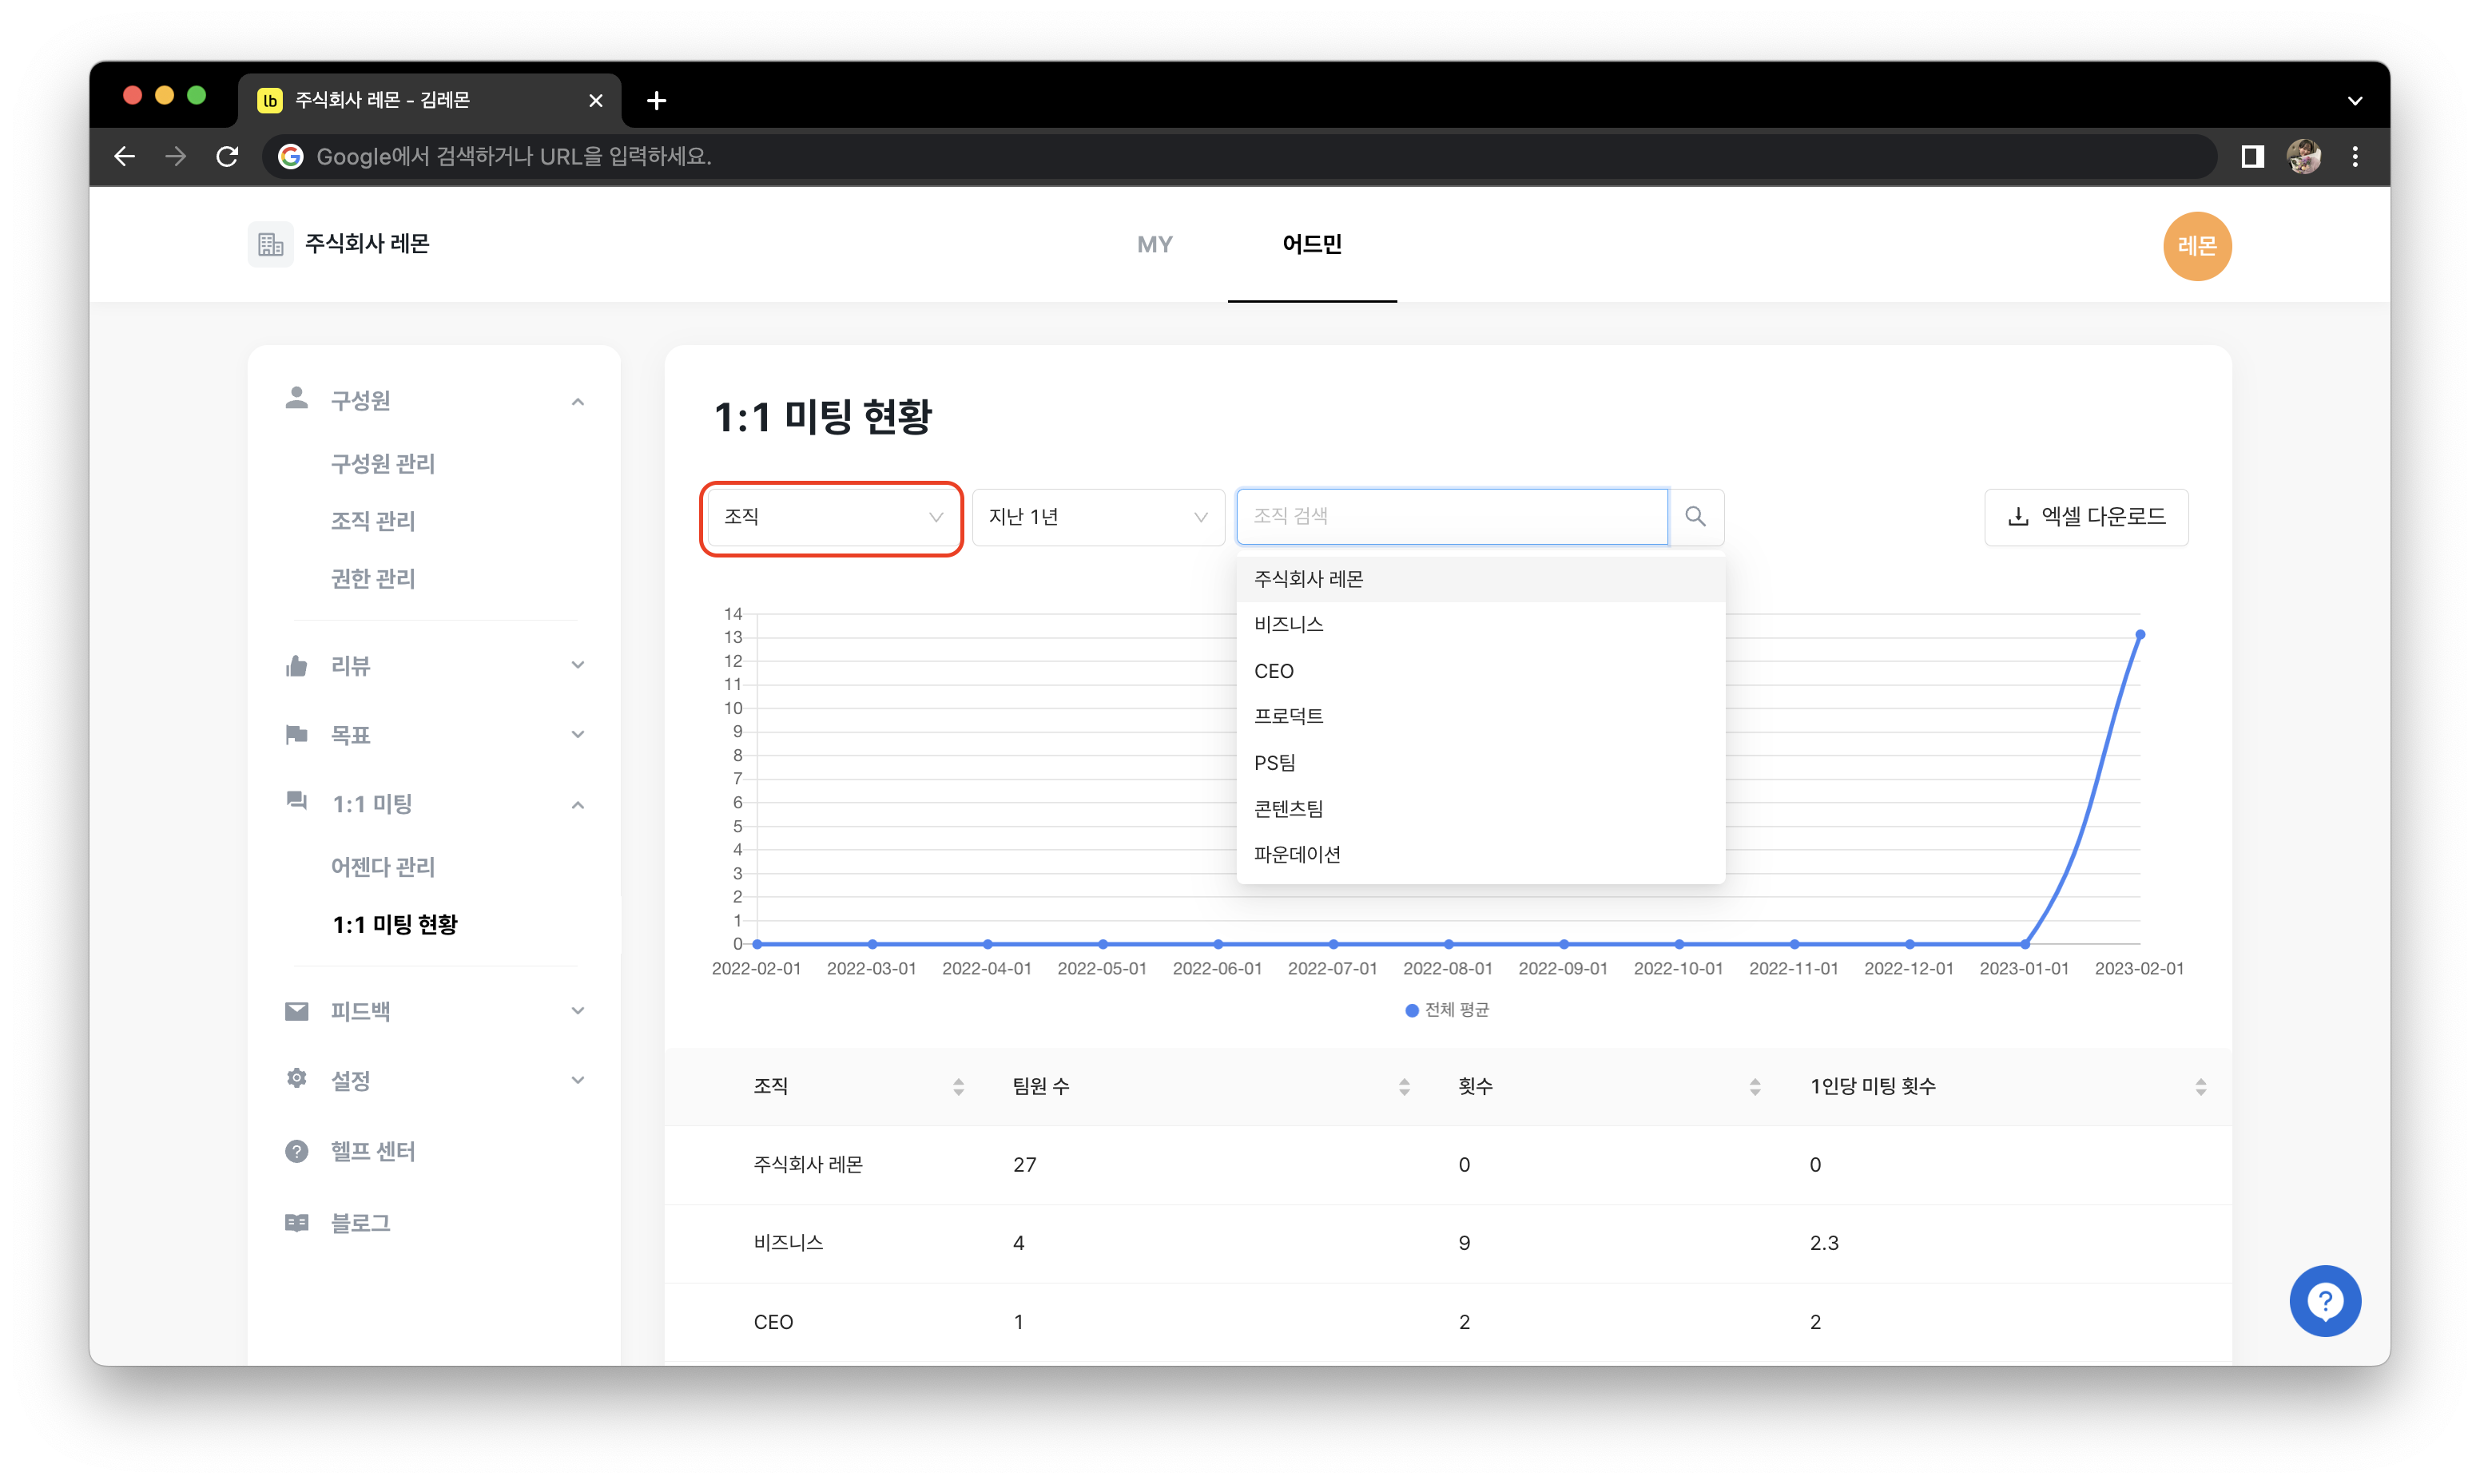 lb 주식회사 레몬 - 김레몬
Google에서 검색하거나 URL을 입력하세요.
주식회사 레몬
MY
어드민
레몬
구성원
구성원 관리
조직 관리
권한 관리
리뷰
목표
1:1 미팅
어젠다 관리
1:1 미팅 현황
피드백
설정
헬프 센터
블로그
1:1 미팅 현황
조직
지난 1년
조직 검색
엑셀 다운로드
주식회사 레몬
비즈니스
CEO
프로덕트
PS팀
콘텐츠팀
파운데이션
14
13
12
11
10
9
8
7
6
5
4
3
2
1
0
2022-02-01 2022-03-01 2022-04-01 2022-05-01 2022-06-01 2022-07-01 2022-08-01 2022-09-01 2022-10-01 2022-11-01 2022-12-01 2023-01-01 2023-02-01
전체 평균
조직 팀원 수 횟수 1인당 미팅 횟수
주식회사 레몬 27 0 0
비즈니스 4 9 2.3
CEO 1 2 2